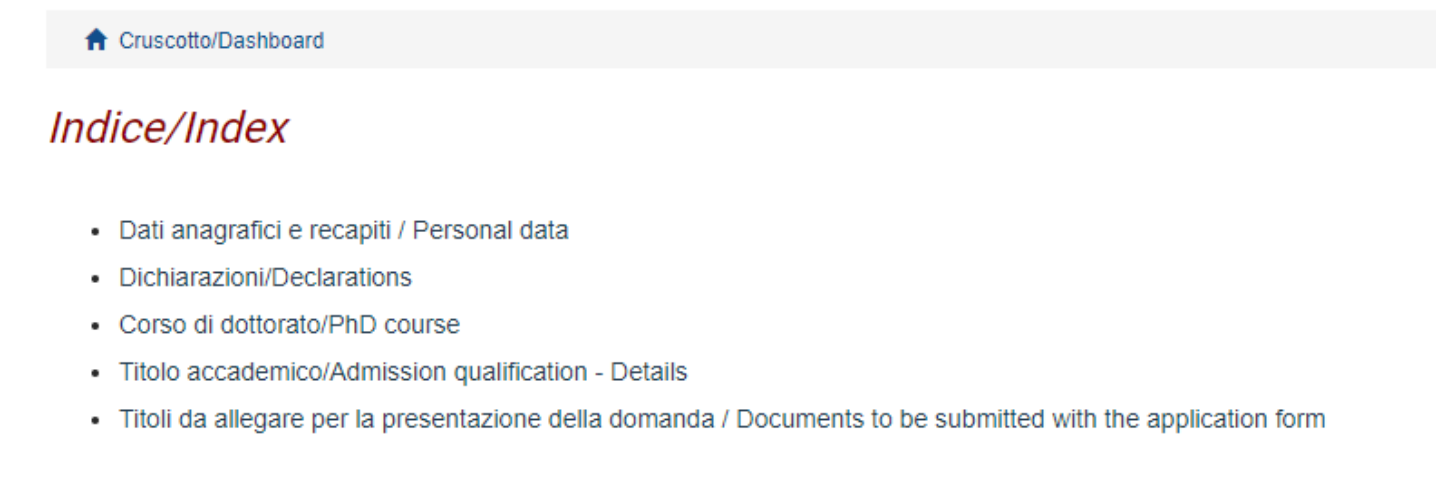 Cruscotto/Dashboard
Indice/Index
Dati anagrafici e recapiti / Personal data
Dichiarazioni/Declarations
Corso di dottorato/PhD course
Titolo accademico/Admission qualification - Details
Titoli da allegare per la presentazione della domanda / Documents to be submitted with the application form